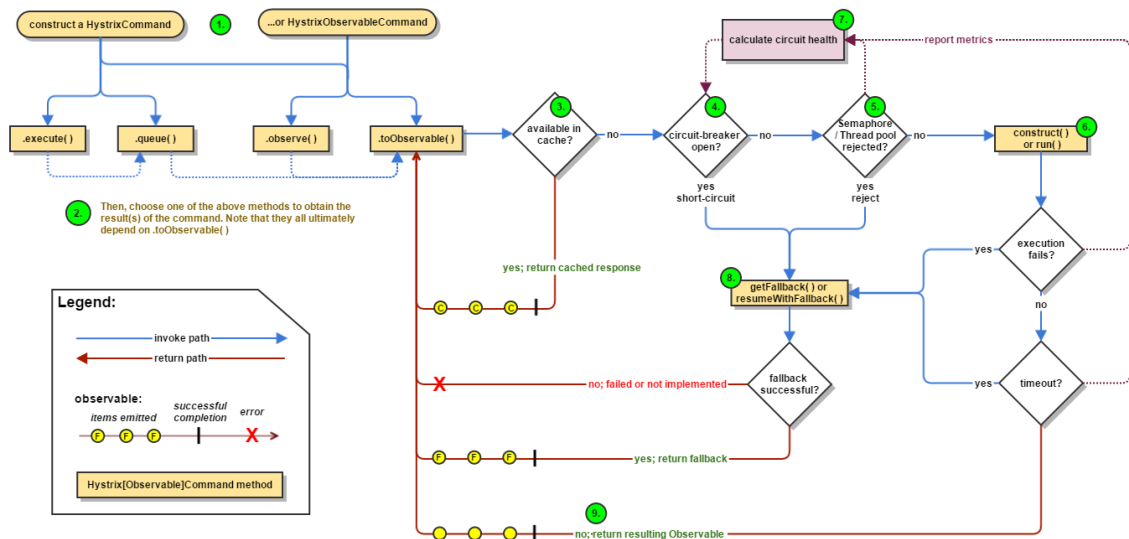 construct a HystrixCommand
1.
...or HystrixObservableCommand
7.
calculate circuit health
report metrics
.execute( )
.queue( )
.observe( )
.toObservable( )
3.
available in
cache?
no
4.
circuit-breaker
open?
no
5.
Semaphore
/ Thread pool
rejected?
no
6.
construct( )
or run( )
yes
short-circuit
yes
reject
2.
Then, choose one of the above methods to obtain the
result(s) of the command. Note that they all ultimately
depend on .toObservable( )
yes
execution
fails?
no
yes; return cached response
C C C
8.
getFallback( ) or
resumeWithFallback( )
yes
timeout?
fallback
successful?
no; failed or not implemented
X
yes; return fallback
F F F
9.
no; return resulting Observable
Legend:
invoke path
return path
observable:
items emitted
successful
completion
error
F F F
X
Hystrix[Observable]Command method